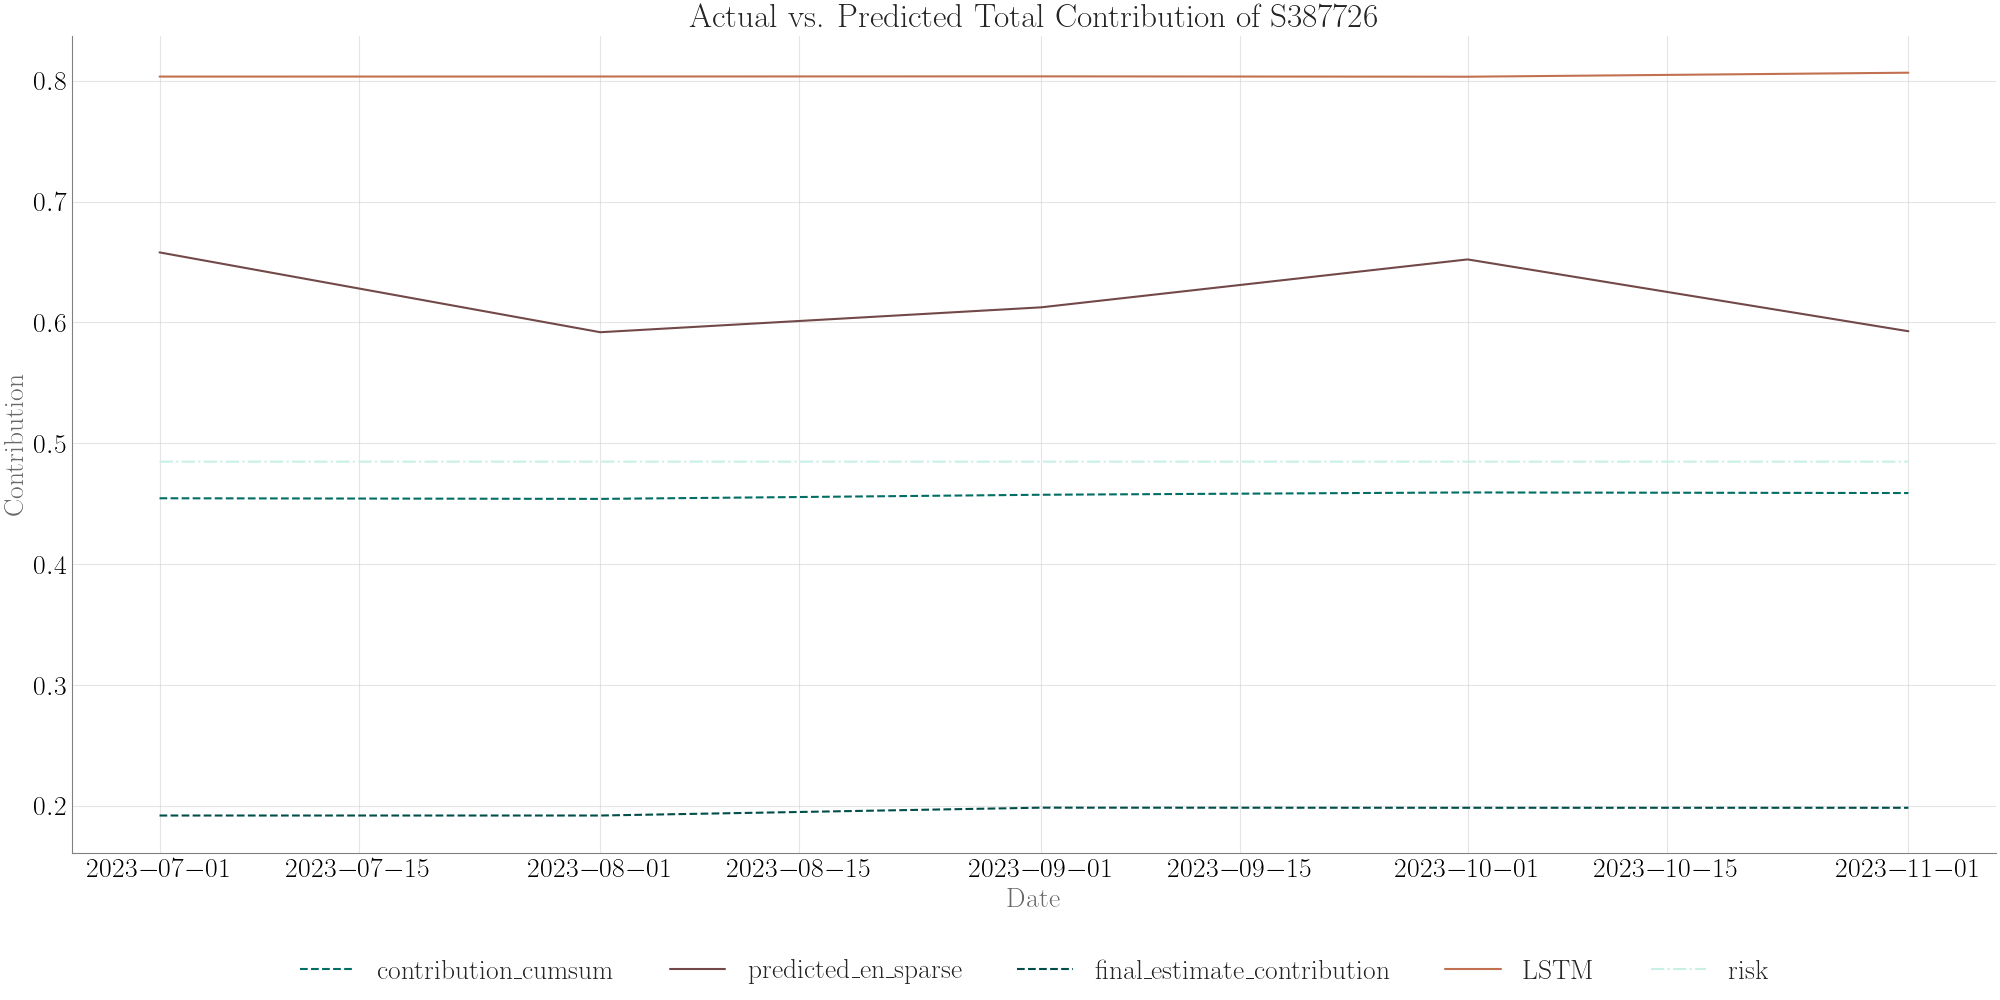 Actual vs. Predicted Total Contribution of S387726
0.8
0.7
0.6
0.5
0.4
0.3
0.2
Contribution
2023−07−01 2023−07−15 2023−08−01 2023−08−15 2023−09−01 2023−09−15 2023−10−01 2023−10−15 2023−11−01
Date
contribution_cumsum predicted_en_sparse final_estimate_contribution LSTM risk